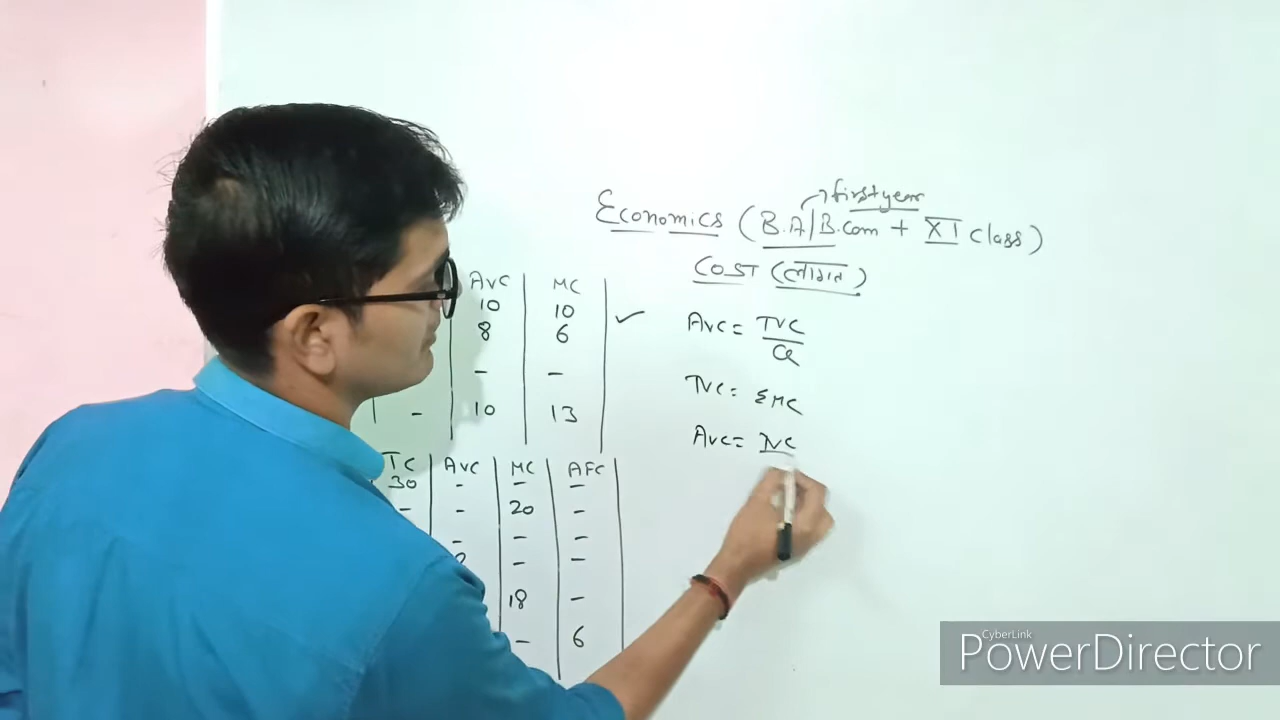 first year
Economics (B.A/B.Com + XI class)
COST (लागत)
AVC MC
10 10 ✓
8 6
- -
- 10 13
TC AVC MC AFC
30 - - -
- - 20 -
- - -
- -
18 -
- 6
AVC = TVC
Q
TVC = ΣMC
AVC = TVC
CyberLink
PowerDirector